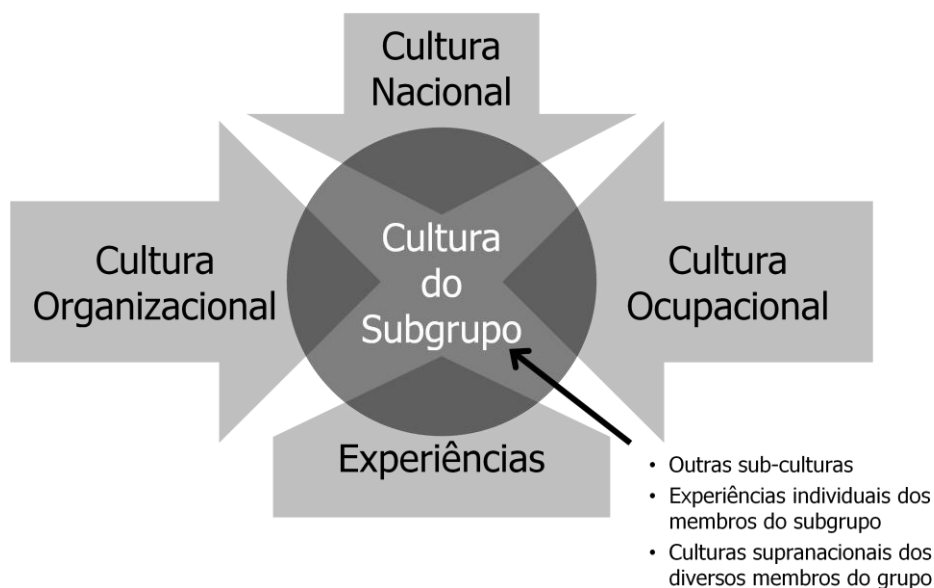 Cultura
Nacional
Cultura
Organizacional
Cultura
do
Subgrupo
Cultura
Ocupacional
Experiências
• Outras sub-culturas
• Experiências individuais dos
membros do subgrupo
• Culturas supranacionais dos
diversos membros do grupo